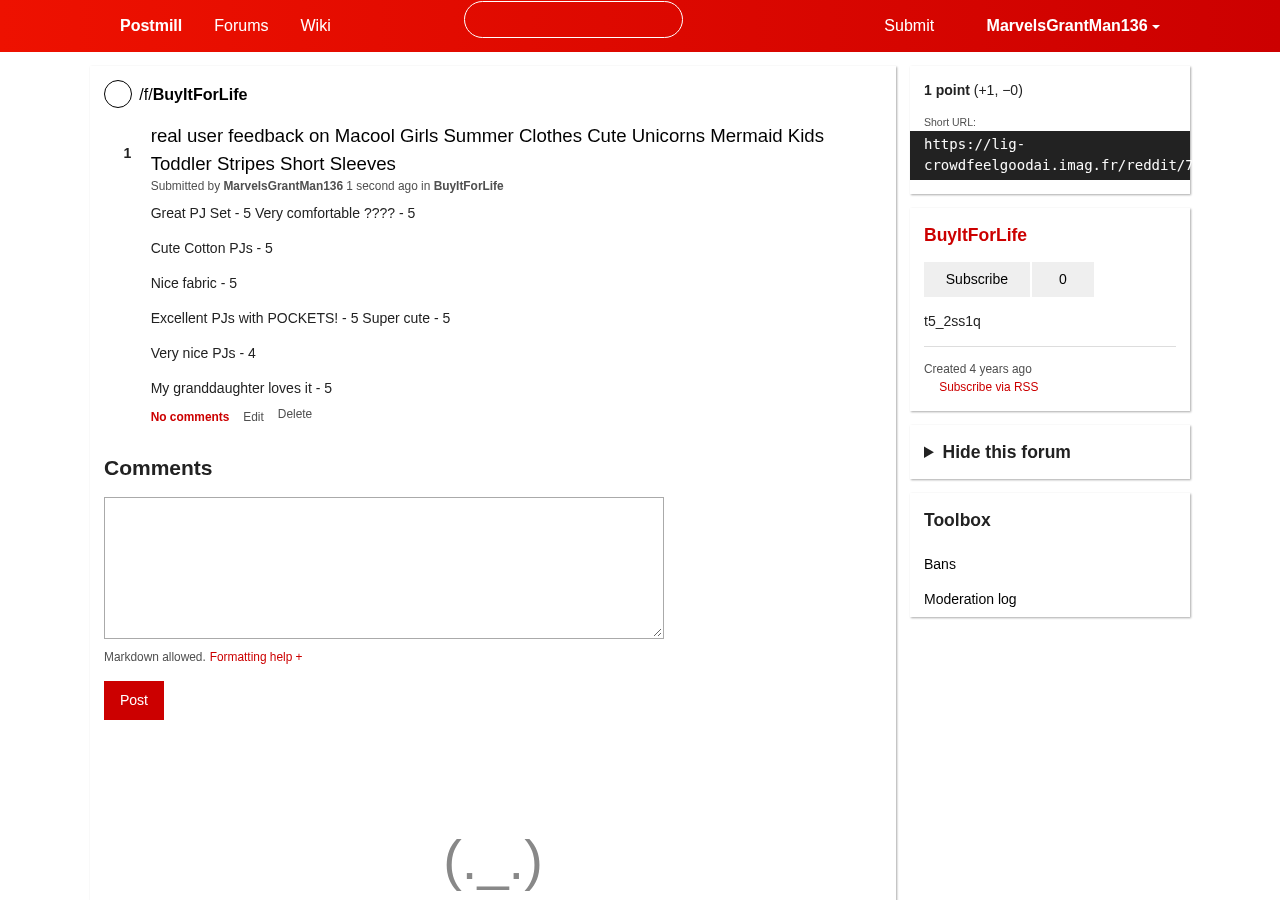 Postmill Forums Wiki Submit MarvelsGrantMan136
/f/BuyItForLife
1
real user feedback on Macool Girls Summer Clothes Cute Unicorns Mermaid Kids
Toddler Stripes Short Sleeves
Submitted by MarvelsGrantMan136 1 second ago in BuyItForLife
Great PJ Set - 5 Very comfortable ???? - 5
Cute Cotton PJs - 5
Nice fabric - 5
Excellent PJs with POCKETS! - 5 Super cute - 5
Very nice PJs - 4
My granddaughter loves it - 5
No comments Edit Delete
Comments
Markdown allowed. Formatting help +
Post
(._.)
1 point (+1, −0)
Short URL:
https://lig-
crowdfeelgoodai.imag.fr/reddit/7
BuyItForLife
Subscribe 0
t5_2ss1q
Created 4 years ago
Subscribe via RSS
Hide this forum
Toolbox
Bans
Moderation log